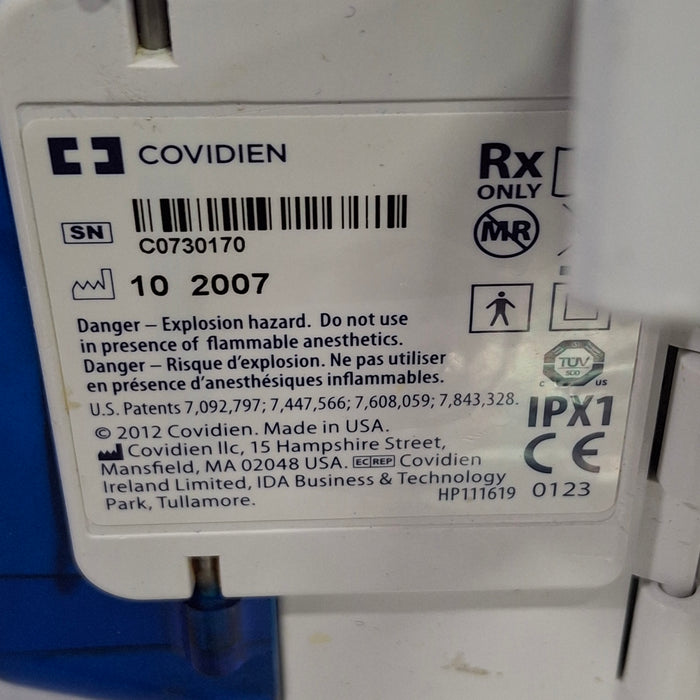 COVIDIEN
Rx
ONLY
SN
C0730170
MR
10 2007
Danger – Explosion hazard. Do not use
in presence of flammable anesthetics.
Danger – Risque d'explosion. Ne pas utiliser
en présence d'anesthésiques inflammables.
U.S. Patents 7,092,797; 7,447,566; 7,608,059; 7,843,328.
TÜV
SÜD
C US
IPX1
© 2012 Covidien. Made in USA.
Covidien llc, 15 Hampshire Street,
Mansfield, MA 02048 USA. EC REP Covidien
Ireland Limited, IDA Business & Technology
Park, Tullamore.
HP111619
CE
0123